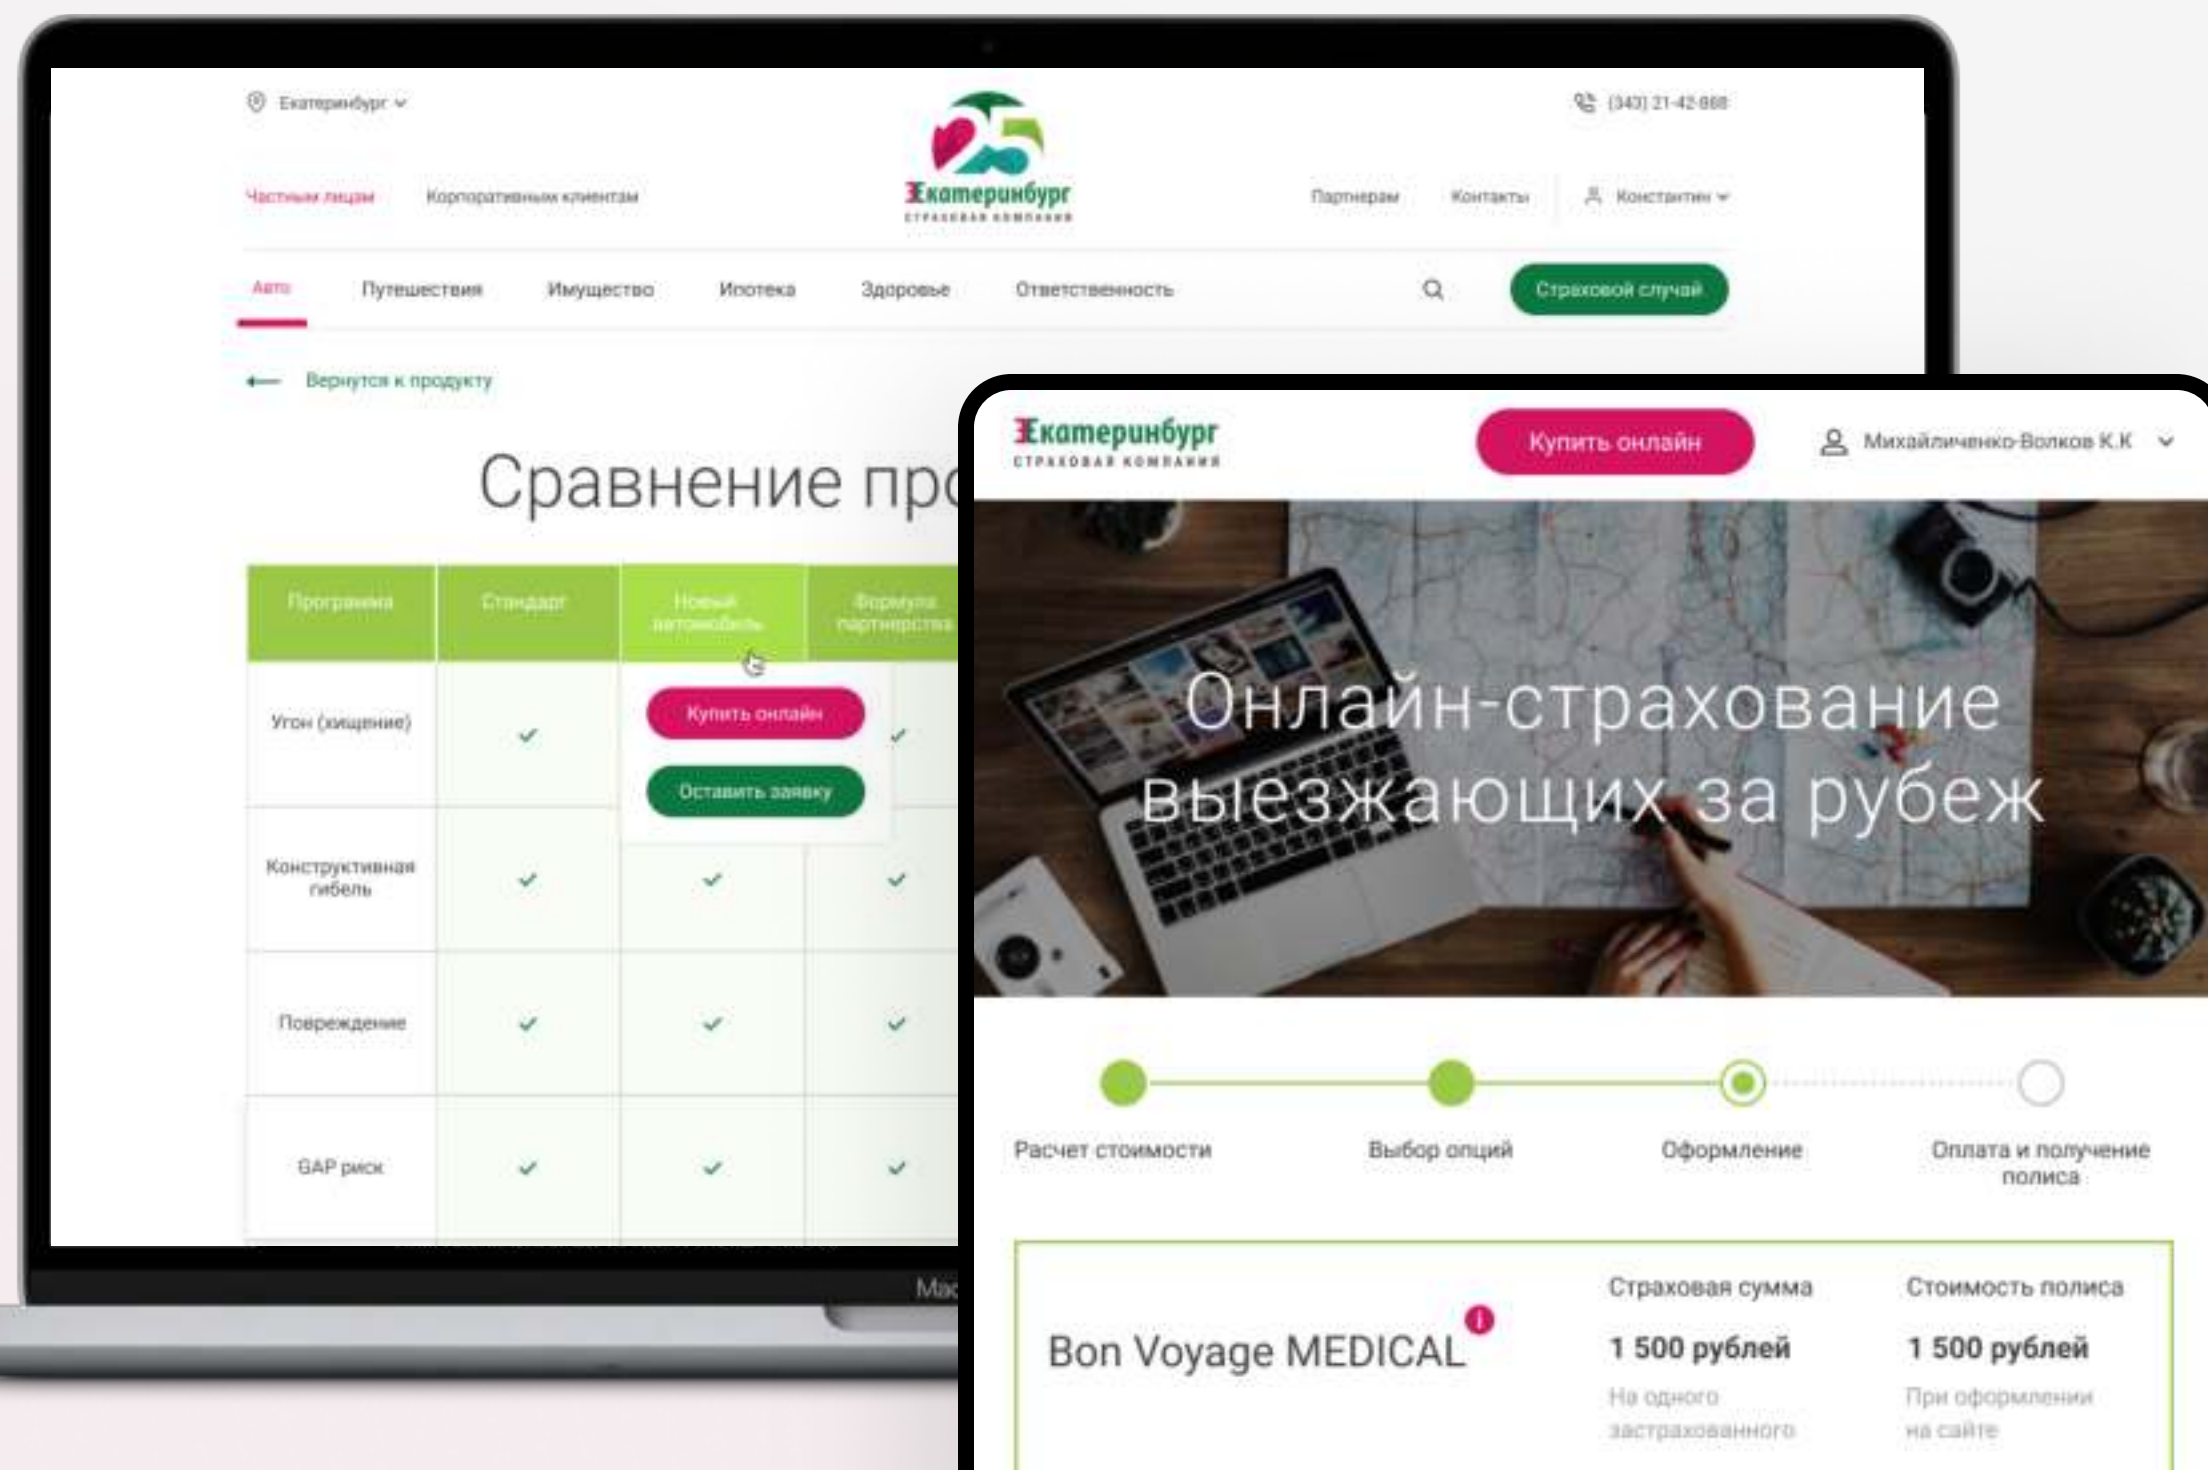 Екатеринбург
(343) 21-42-868
25
Частным лицам
Корпоративным клиентам
Екатеринбург
СТРАХОВАЯ КОМПАНИЯ
Партнерам
Контакты
Константин
Авто
Путешествия
Имущество
Ипотека
Здоровье
Ответственность
Страховой случай
Вернутся к продукту
Сравнение про
Программа
Стандарт
Новый
автомобиль
Формула
партнерства
Угон (хищение)
Купить онлайн
Оставить заявку
Конструктивная
гибель
Повреждение
GAP риск
Mac
Екатеринбург
СТРАХОВАЯ КОМПАНИЯ
Купить онлайн
Михайличенко-Волков К.К
Онлайн-страхование
выезжающих за рубеж
Расчет стоимости
Выбор опций
Оформление
Оплата и получение
полиса
Bon Voyage MEDICAL
i
Страховая сумма
1 500 рублей
На одного
застрахованного
Стоимость полиса
1 500 рублей
При оформлении
на сайте